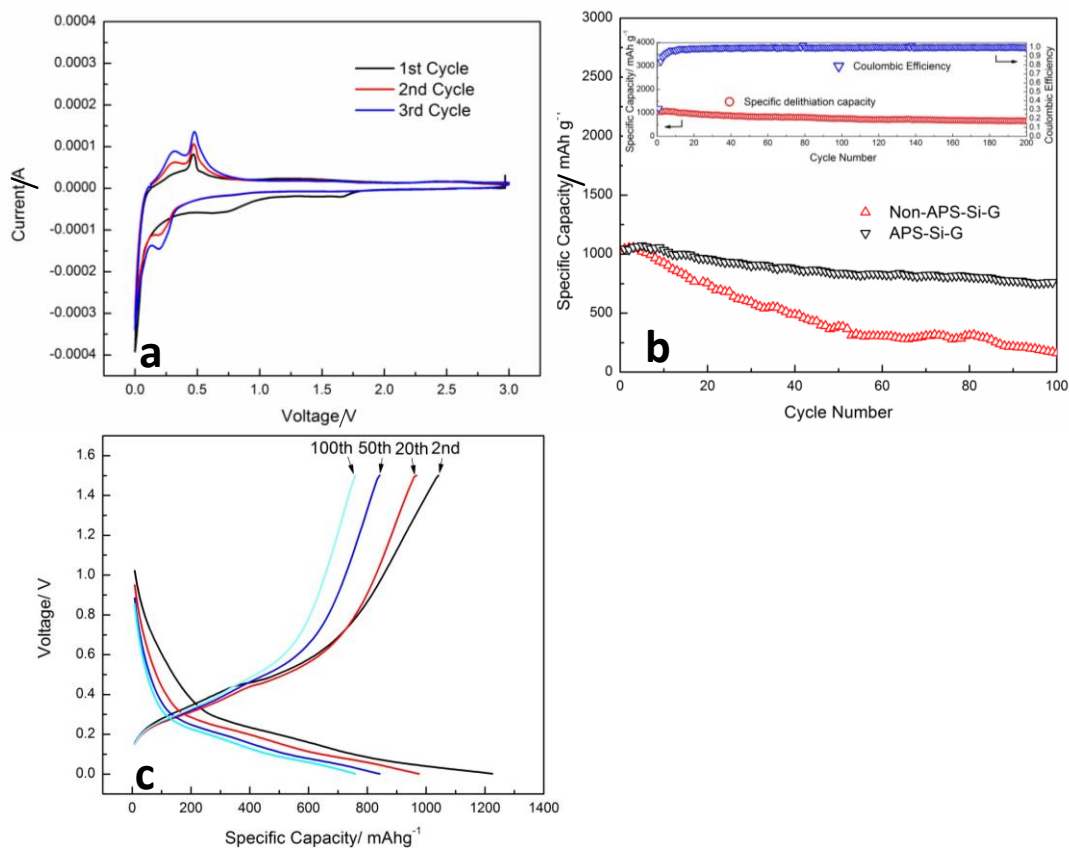 0.0004
0.0003
0.0002
0.0001
0.0000
-0.0001
-0.0002
-0.0003
-0.0004
Current/A
1st Cycle
2nd Cycle
3rd Cycle
a
0.0 0.5 1.0 1.5 2.0 2.5 3.0
Voltage/V
3000
2500
2000
1500
1000
500
0
Specific Capacity/ mAh g-1
4000
3000
2000
1000
0
Specific Capacity/ mAh g-1
Coulombic Efficiency
Specific delithiation capacity
1.0
0.9
0.8
0.7
0.6
0.5
0.4
0.3
0.2
0.1
Coulombic Efficiency
0 20 40 60 80 100 120 140 160 180 200
Cycle Number
Non-APS-Si-G
APS-Si-G
b
0 20 40 60 80 100
Cycle Number
1.6
1.4
1.2
1.0
0.8
0.6
0.4
0.2
0.0
Voltage/ V
100th 50th 20th 2nd
c
0 200 400 600 800 1000 1200 1400
Specific Capacity/ mAhg-1